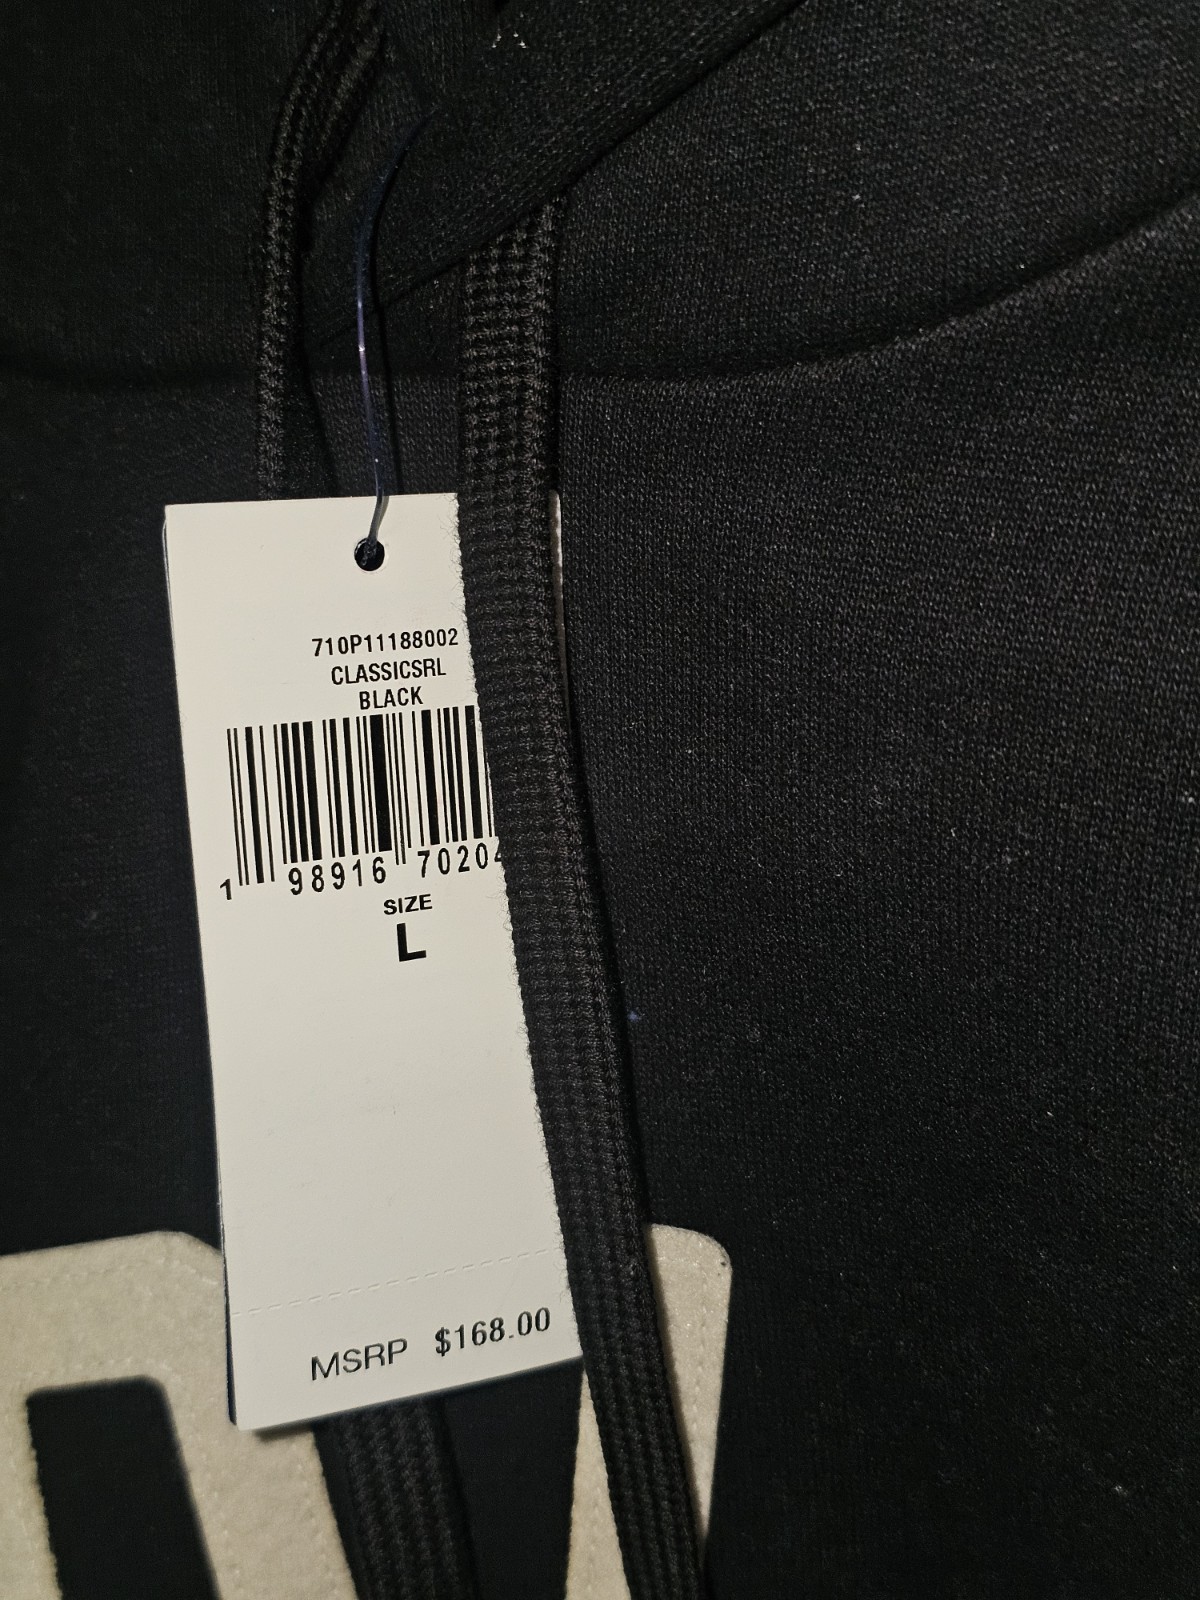 710P11188002
CLASSICSRL
BLACK
1 98916 70204
SIZE
L
MSRP $168.00